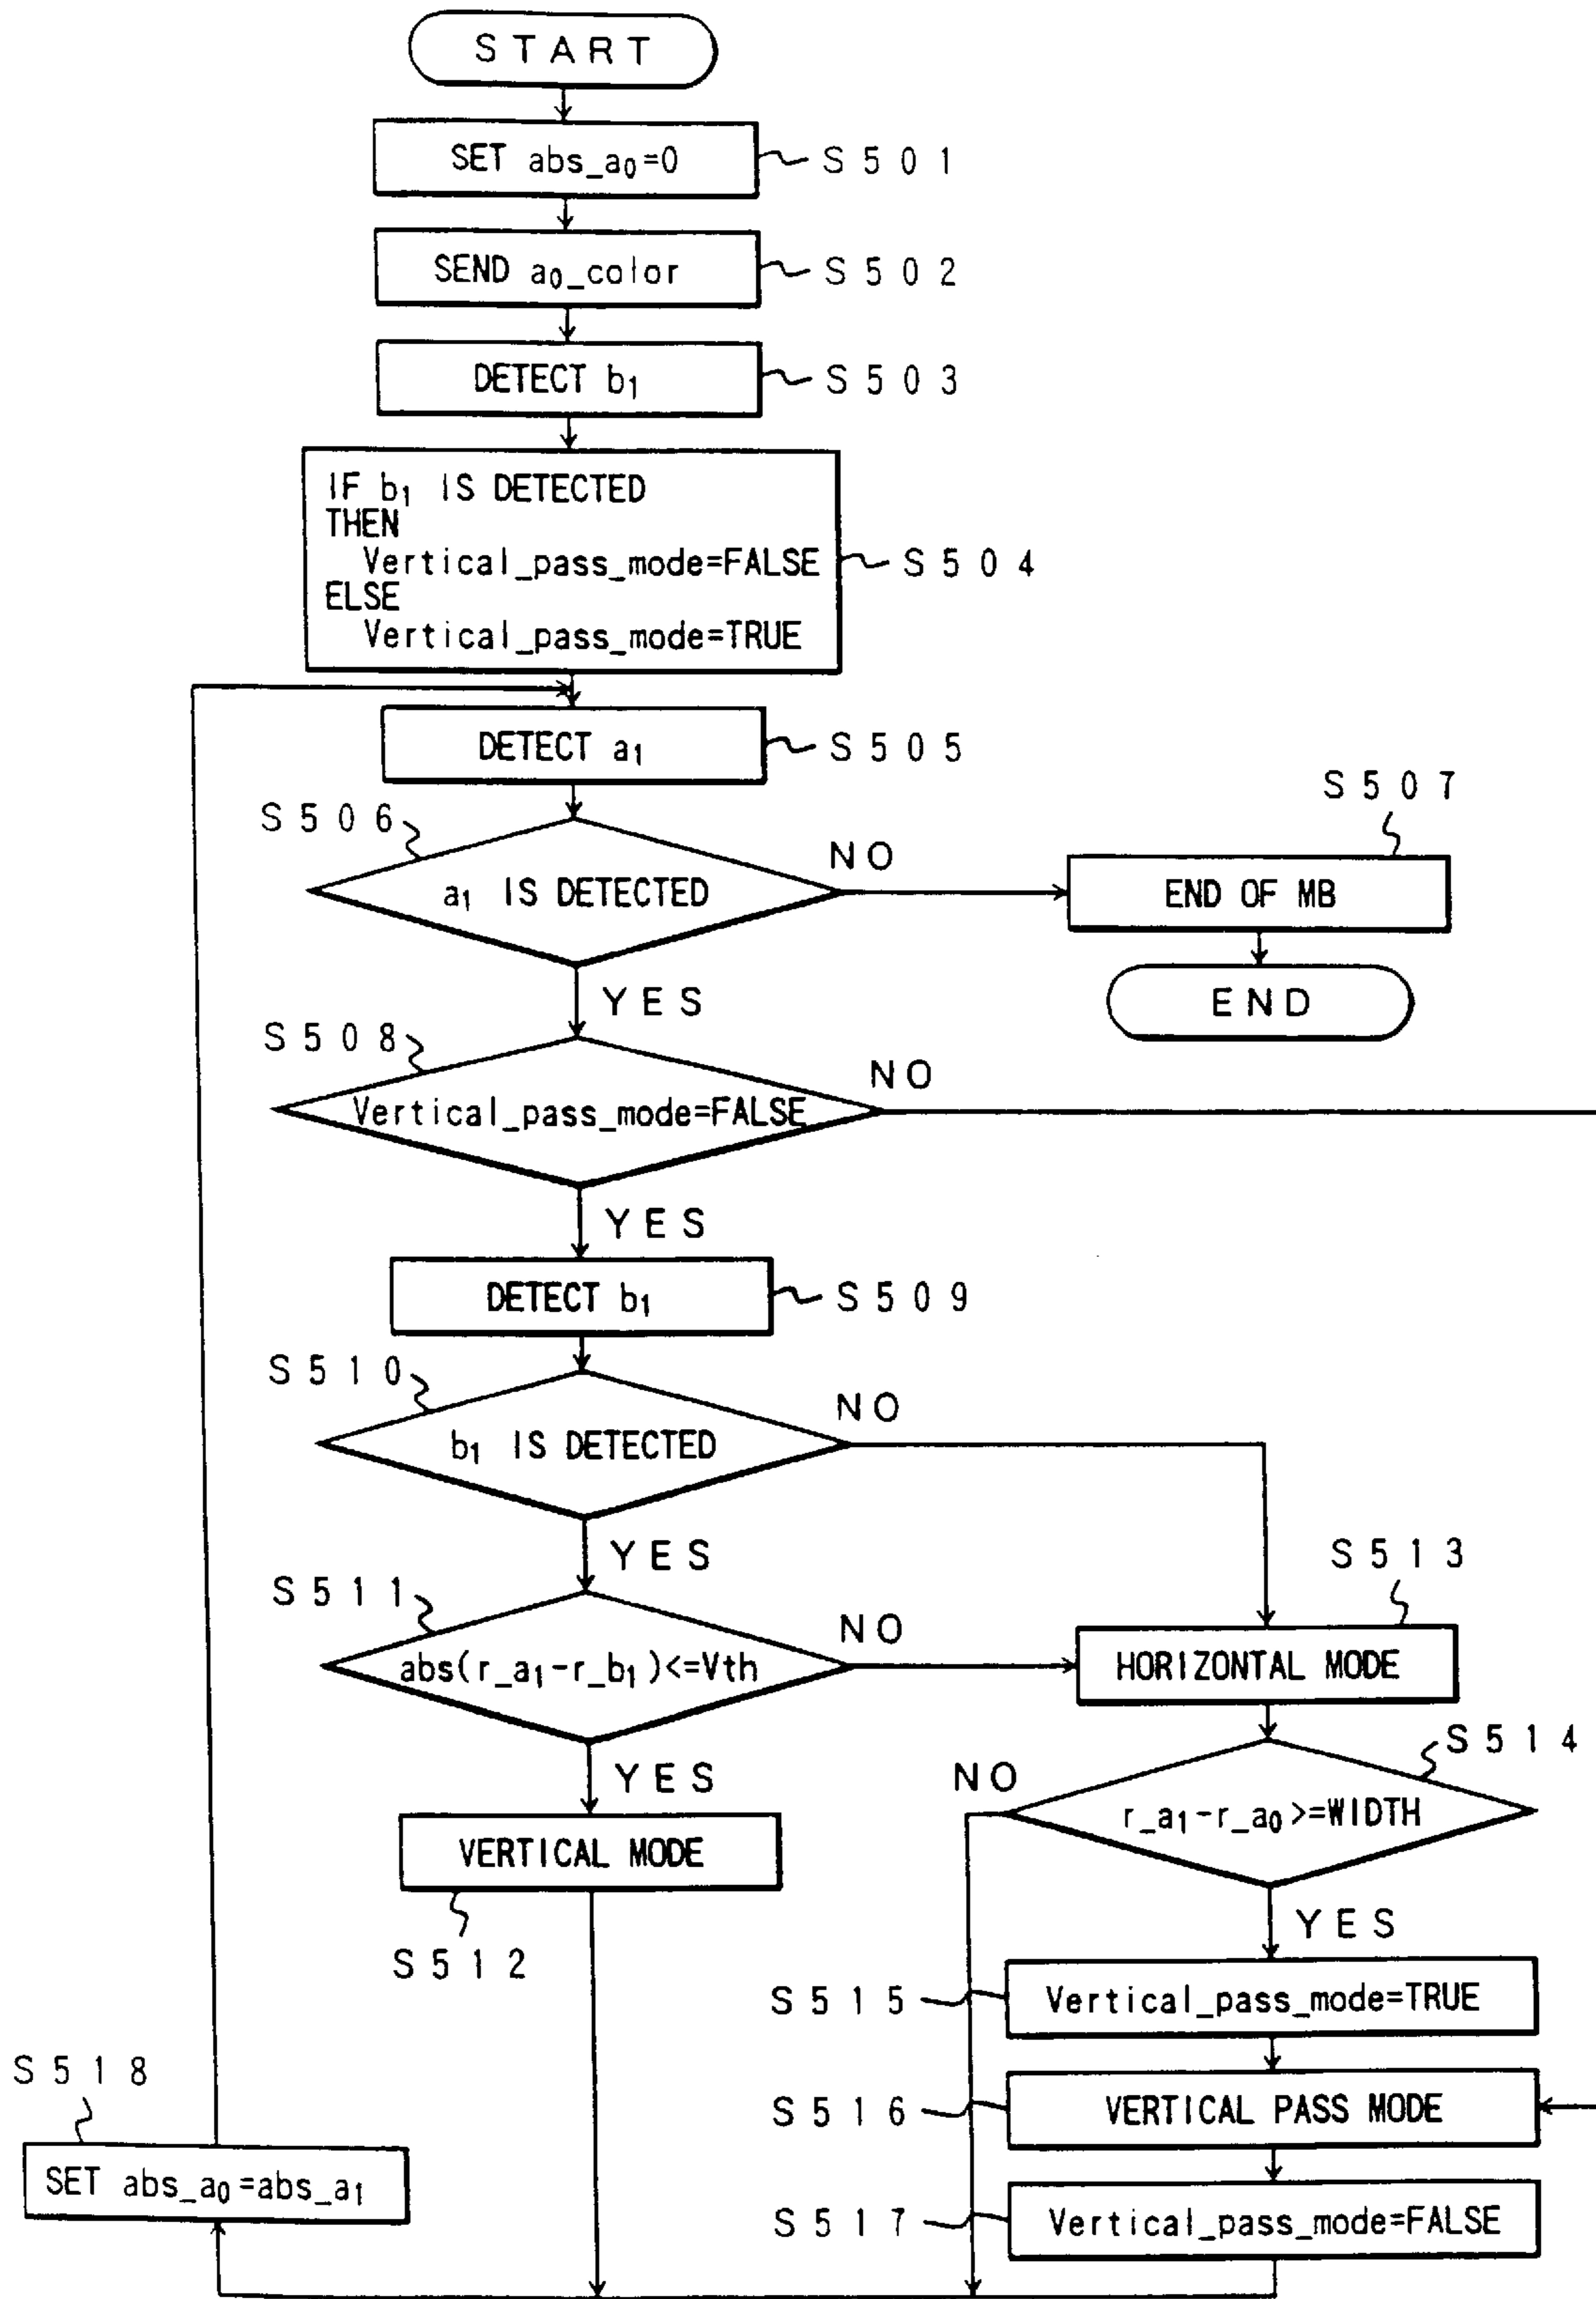 START
SET abs_a0=0
S501
SEND a0_color
S502
DETECT b1
S503
IF b1 IS DETECTED
THEN
Vertical_pass_mode=FALSE
ELSE
Vertical_pass_mode=TRUE
S504
DETECT a1
S505
S506
a1 IS DETECTED
NO
S507
END OF MB
END
YES
S508
Vertical_pass_mode=FALSE
NO
YES
DETECT b1
S509
S510
b1 IS DETECTED
NO
YES
S511
abs(r_a1-r_b1)<=Vth
NO
S513
HORIZONTAL MODE
YES
VERTICAL MODE
S512
S514
NO
r_a1-r_a0>=WIDTH
YES
S515
Vertical_pass_mode=TRUE
S516
VERTICAL PASS MODE
S517
Vertical_pass_mode=FALSE
S518
SET abs_a0=abs_a1